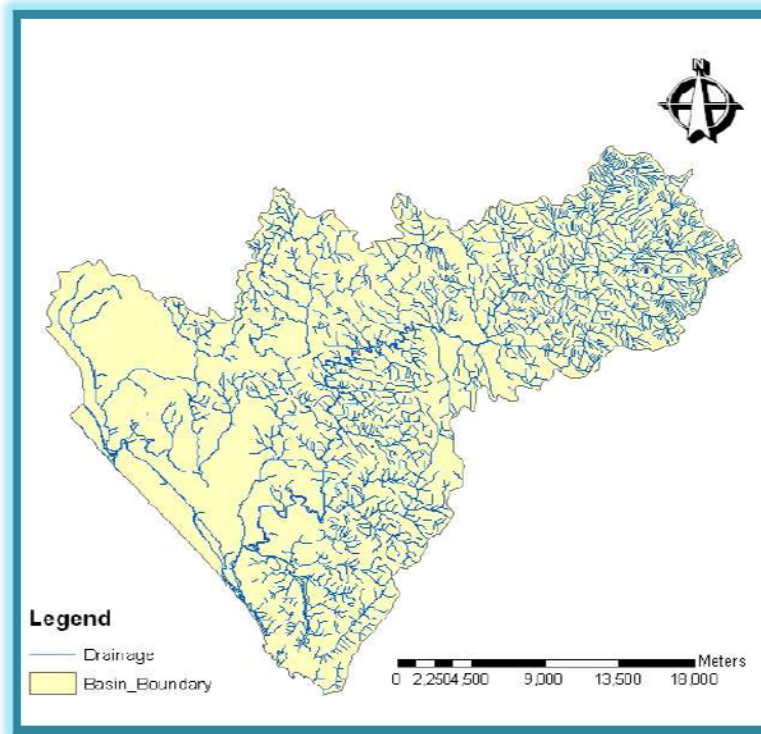 N
Legend
Drainage
Basin_Boundary
Meters
0 2,250 4,500 9,000 13,500 18,000